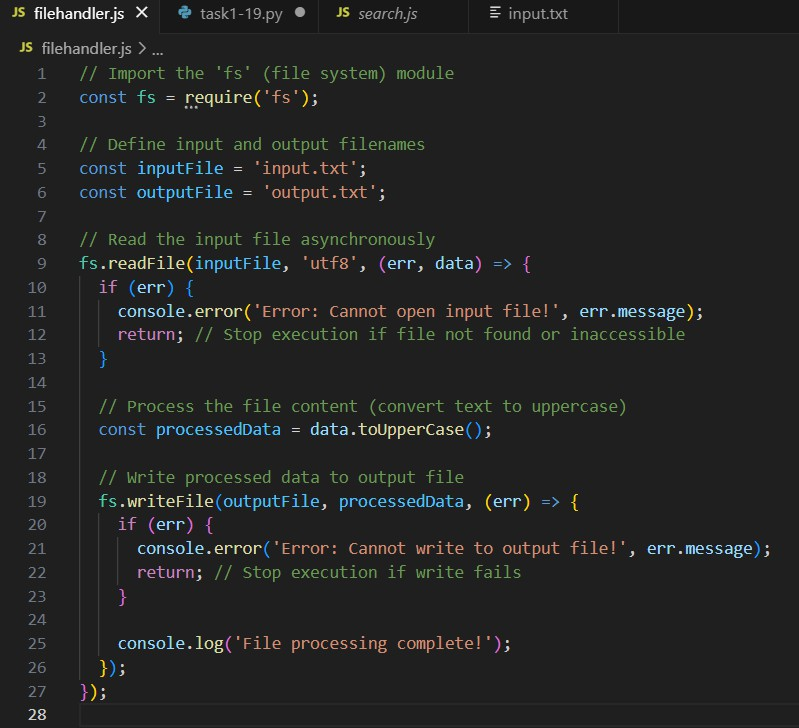 JS filehandler.js × task1-19.py ● JS search.js input.txt
JS filehandler.js > ...
1 // Import the 'fs' (file system) module
2 const fs = require('fs');
3
4 // Define input and output filenames
5 const inputFile = 'input.txt';
6 const outputFile = 'output.txt';
7
8 // Read the input file asynchronously
9 fs.readFile(inputFile, 'utf8', (err, data) => {
10   if (err) {
11     console.error('Error: Cannot open input file!', err.message);
12     return; // Stop execution if file not found or inaccessible
13   }
14
15   // Process the file content (convert text to uppercase)
16   const processedData = data.toUpperCase();
17
18   // Write processed data to output file
19   fs.writeFile(outputFile, processedData, (err) => {
20     if (err) {
21       console.error('Error: Cannot write to output file!', err.message);
22       return; // Stop execution if write fails
23     }
24
25     console.log('File processing complete!');
26   });
27 });
28